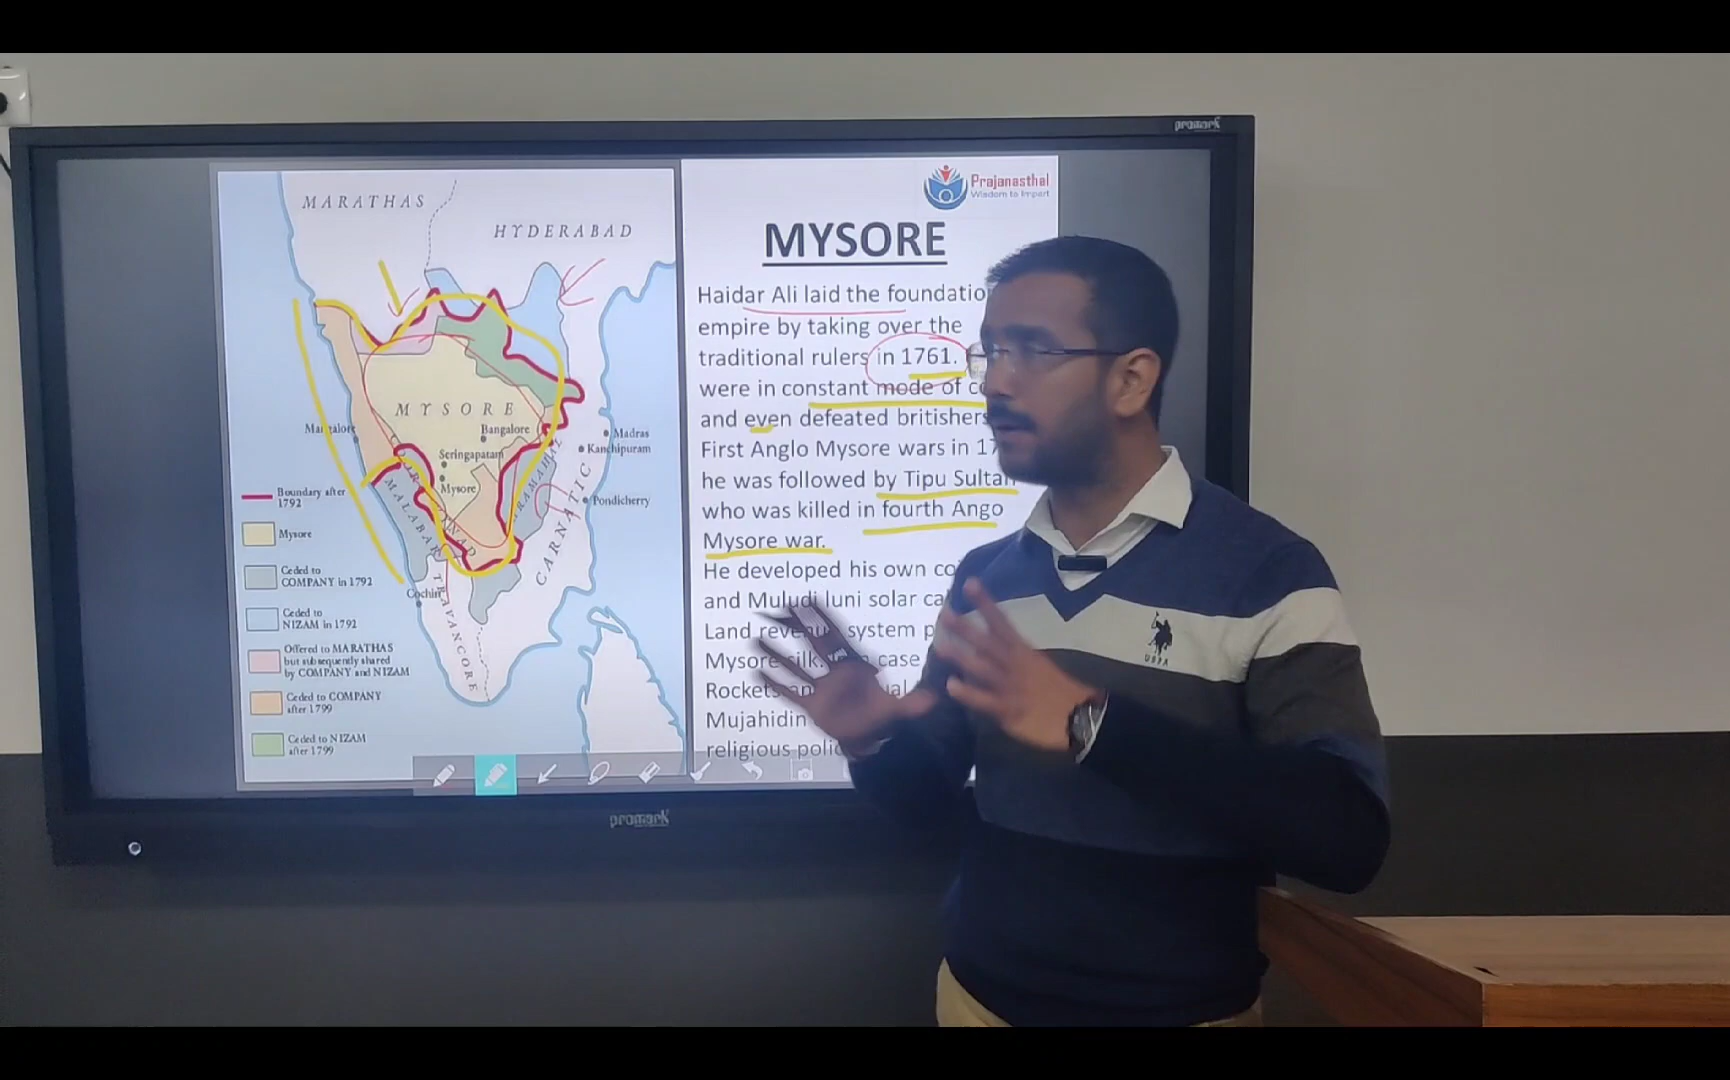 promark
MARATHAS
HYDERABAD
MYSORE
Mangalore
Bangalore
Seringapatam
Mysore
Madras
Kanchipuram
Pondicherry
CARNATIC
MALABAR
TRAVANCORE
Cochin
Boundary after
1792
Mysore
Ceded to
COMPANY in 1792
Ceded to
NIZAM in 1792
Offered to MARATHAS
but subsequently shared
by COMPANY and NIZAM
Ceded to COMPANY
after 1799
Ceded to NIZAM
after 1799
Prajanasthal
Wisdom to Impart
MYSORE
Haidar Ali laid the foundatio
empire by taking over the
traditional rulers in 1761.
were in constant mode of
and even defeated britishers
First Anglo Mysore wars in 17
he was followed by Tipu Sultan
who was killed in fourth Ango
Mysore war.
He developed his own
and Muludi luni solar
Land revenue system
Mysore silk. case
Rockets
Mujahidin
religious
promark
USPA